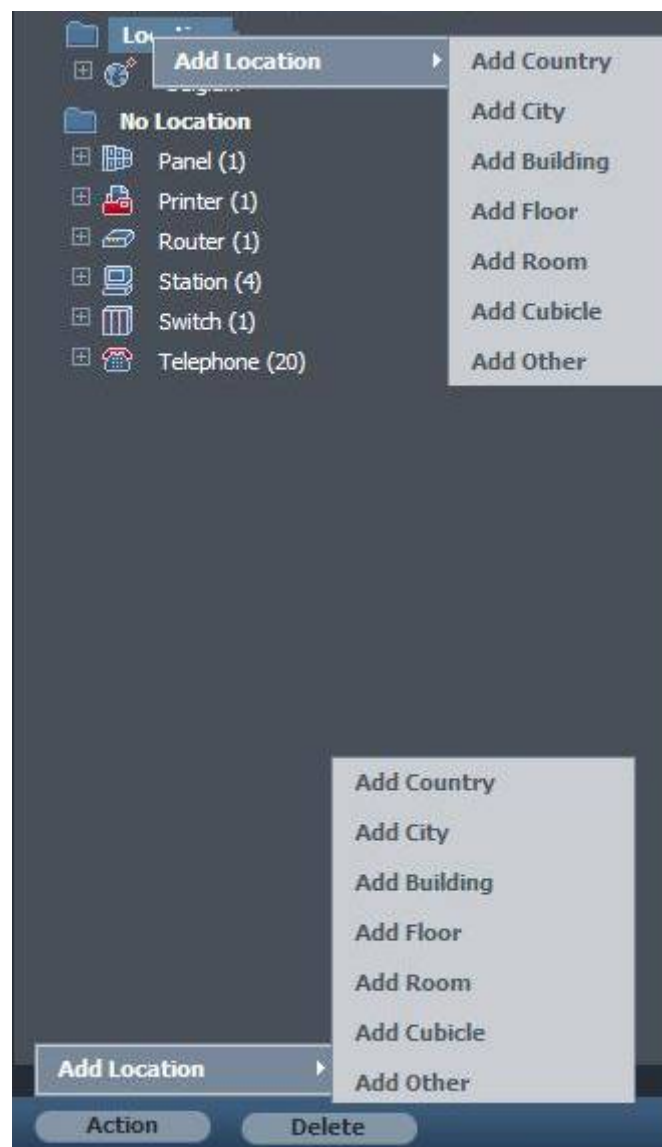 Add Location
Add Country
Add City
No Location
Add Building
Panel (1)
Printer (1)
Add Floor
Router (1)
Add Room
Station (4)
Add Cubicle
Switch (1)
Add Other
Telephone (20)
Add Country
Add City
Add Building
Add Floor
Add Room
Add Cubicle
Add Location
Add Other
Action
Delete